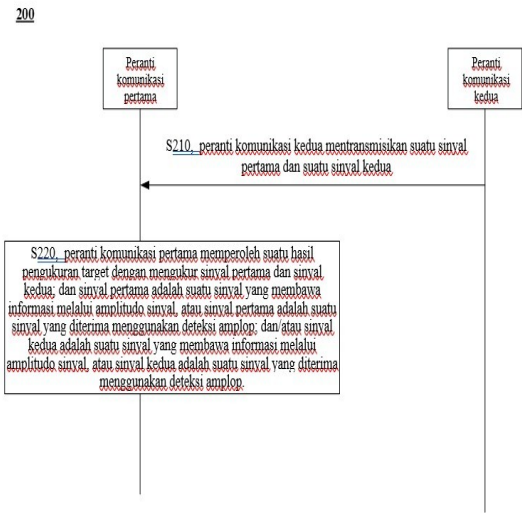 200
Peranti
komunikasi
pertama
Peranti
komunikasi
kedua
S210, peranti komunikasi kedua mentransmisikan suatu sinyal
pertama dan suatu sinyal kedua
S220, peranti komunikasi pertama memperoleh suatu hasil
pengukuran target dengan mengukur sinyal pertama dan sinyal
kedua; dan sinyal pertama adalah suatu sinyal yang membawa
informasi melalui amplitudo sinyal, atau sinyal pertama adalah suatu
sinyal yang diterima menggunakan deteksi amplop; dan/atau sinyal
kedua adalah suatu sinyal yang membawa informasi melalui
amplitudo sinyal, atau sinyal kedua adalah suatu sinyal yang diterima
menggunakan deteksi amplop.